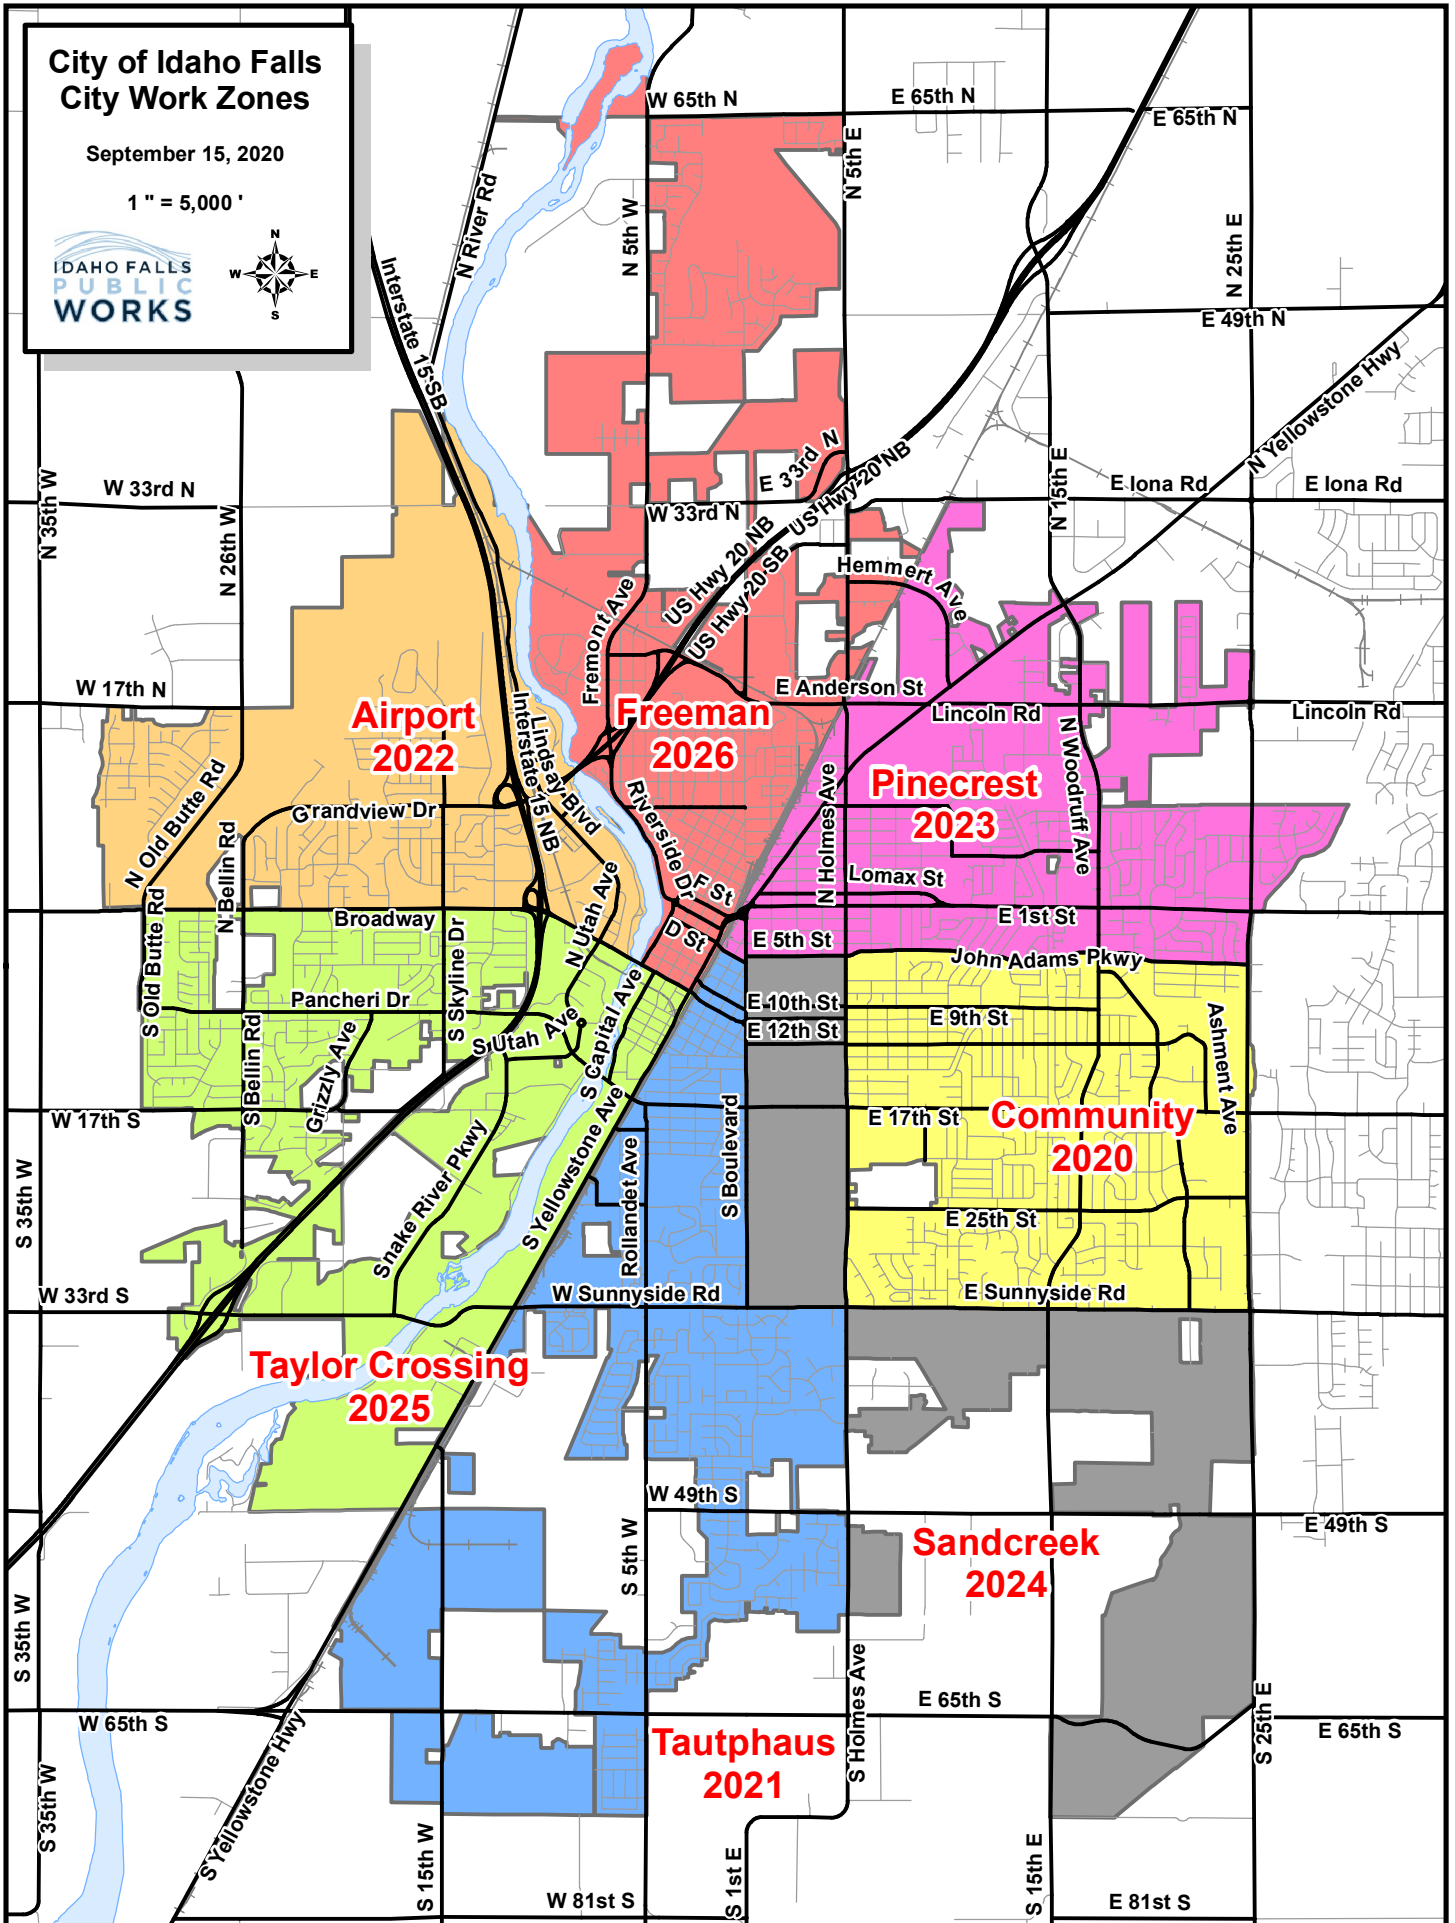 City of Idaho Falls
City Work Zones
September 15, 2020
1 " = 5,000 '
IDAHO FALLS
PUBLIC
WORKS
N
W E
S
W 65th N
E 65th N
E 65th N
N River Rd
N 5th W
N 5th E
N 25th E
Interstate 15 SB
E 49th N
N Yellowstone Hwy
N 35th W
W 33rd N
N 26th W
E 33rd N
US Hwy 20 NB
W 33rd N
N 15th E
E Iona Rd
E Iona Rd
US Hwy 20 NB
US Hwy 20 SB
Hemmert Ave
Fremont Ave
W 17th N
E Anderson St
Lincoln Rd
Lincoln Rd
Airport
2022
Freeman
2026
Interstate 15 NB
Lindsay Blvd
N Woodruff Ave
Pinecrest
2023
N Old Butte Rd
Grandview Dr
Riverside Dr
N Holmes Ave
N Bellin Rd
F St
Lomax St
N Utah Ave
Broadway
D St
E 1st St
E 5th St
John Adams Pkwy
S Old Butte Rd
S Skyline Dr
Pancheri Dr
S Capital Ave
E 10th St
E 9th St
E 12th St
S Utah Ave
Ashment Ave
S Bellin Rd
Grizzly Ave
W 17th S
E 17th St
Community
2020
Snake River Pkwy
S Yellowstone Ave
Rollandet Ave
S Boulevard
S 35th W
E 25th St
W 33rd S
W Sunnyside Rd
E Sunnyside Rd
Taylor Crossing
2025
W 49th S
E 49th S
Sandcreek
2024
S 5th W
S 35th W
S Holmes Ave
E 65th S
W 65th S
E 65th S
S 25th E
Tautphaus
2021
S Yellowstone Hwy
S 35th W
S 15th W
S 1st E
S 15th E
W 81st S
E 81st S